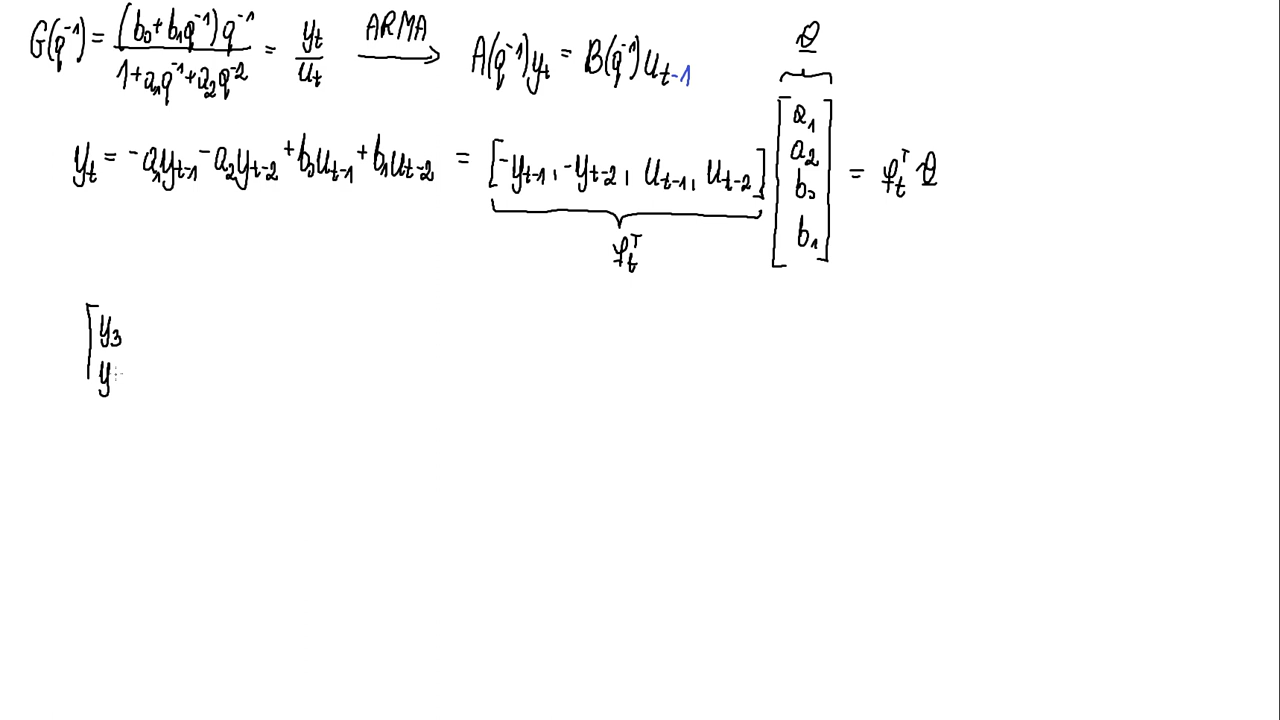 G(q⁻¹) = (b₀+b₁q⁻¹)q⁻¹ / 1+a₁q⁻¹+a₂q⁻² = yₜ / uₜ ARMA → A(q⁻¹)yₜ = B(q⁻¹)uₜ₋₁
yₜ = -a₁yₜ₋₁ -a₂yₜ₋₂ +b₀uₜ₋₁ +b₁uₜ₋₂ = [-yₜ₋₁, -yₜ₋₂, uₜ₋₁, uₜ₋₂] [a₁ a₂ b₀ b₁] = φₜᵀ θ
θ
φₜᵀ
[y₃
y